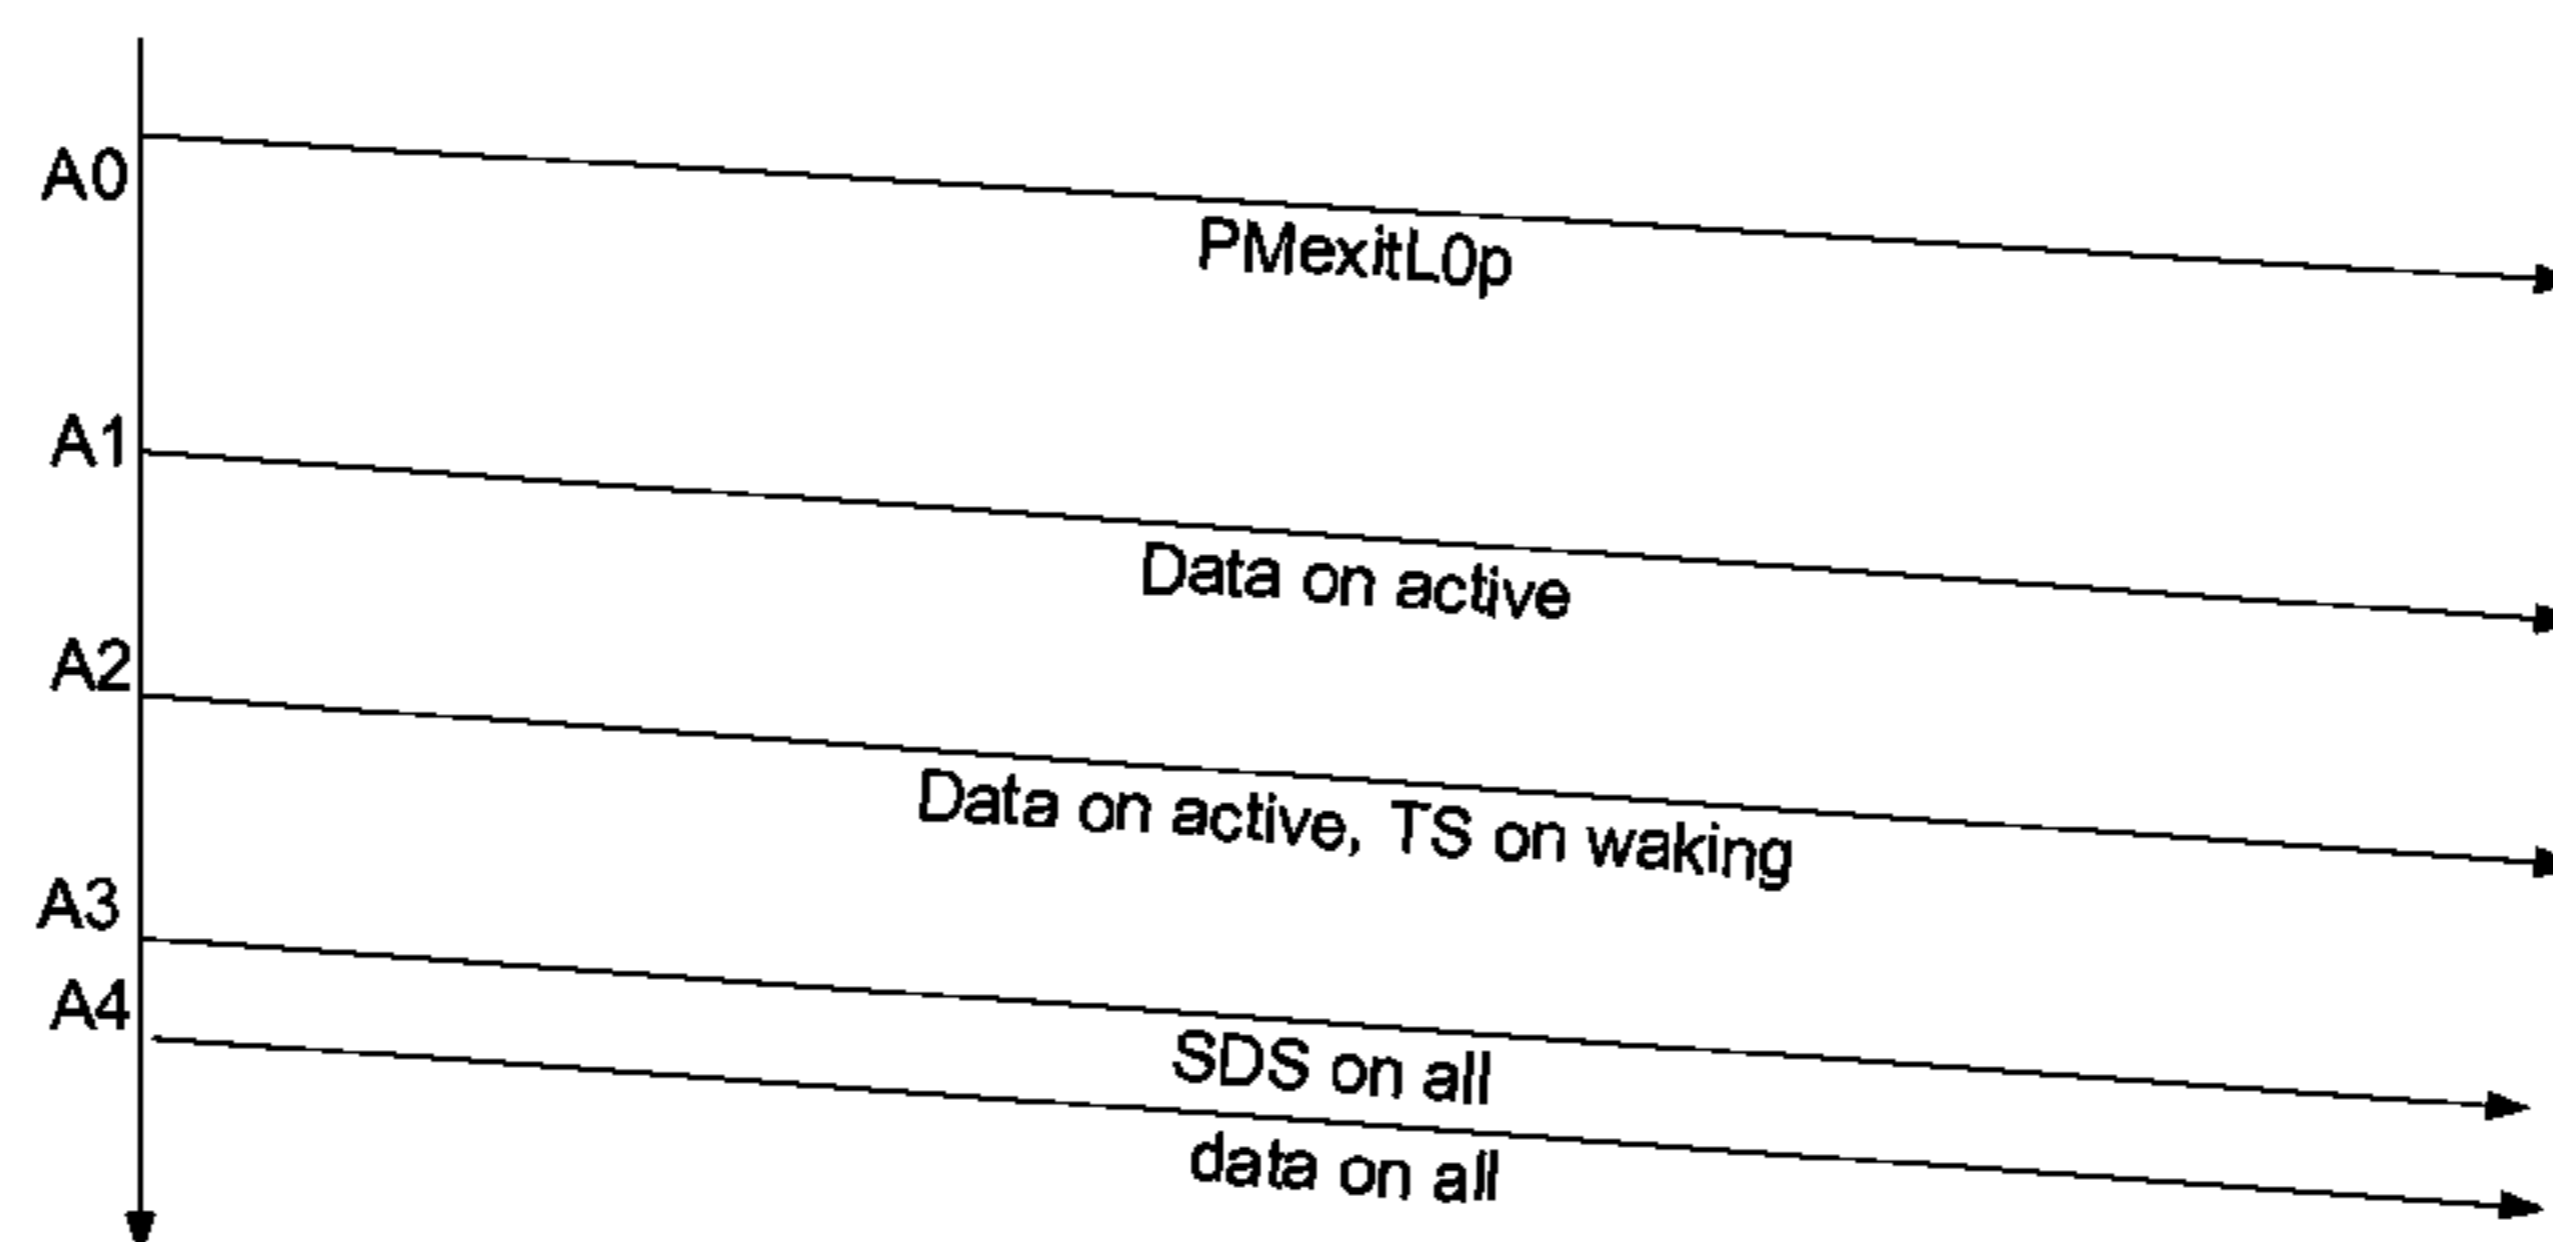 A0
PMexitL0p
A1
Data on active
A2
Data on active, TS on waking
A3
A4
SDS on all
data on all